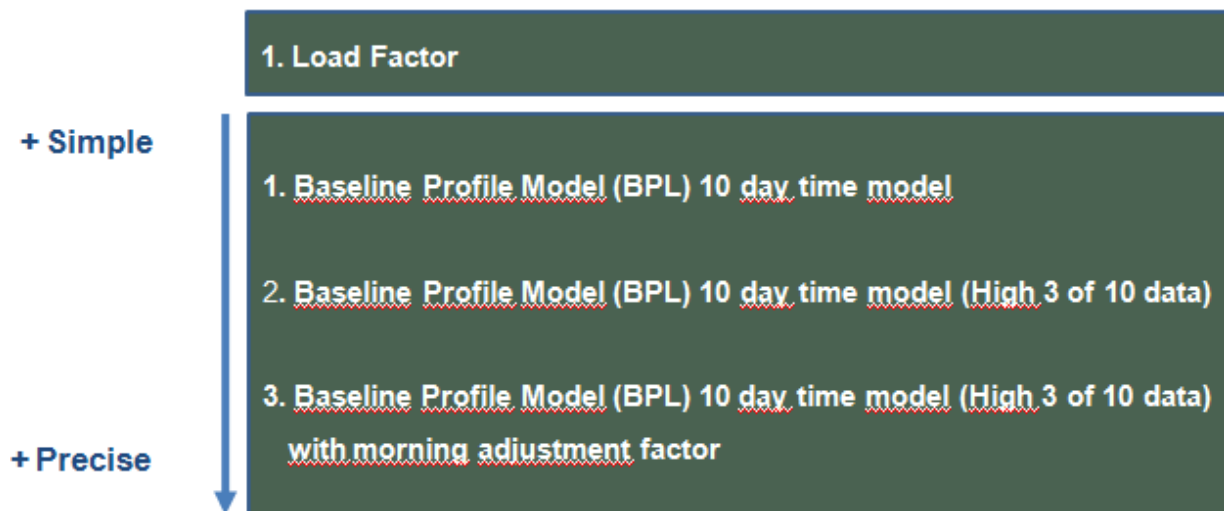 1. Load Factor
+ Simple
1. Baseline Profile Model (BPL) 10 day time model
2. Baseline Profile Model (BPL) 10 day time model (High 3 of 10 data)
3. Baseline Profile Model (BPL) 10 day time model (High 3 of 10 data)
with morning adjustment factor
+ Precise